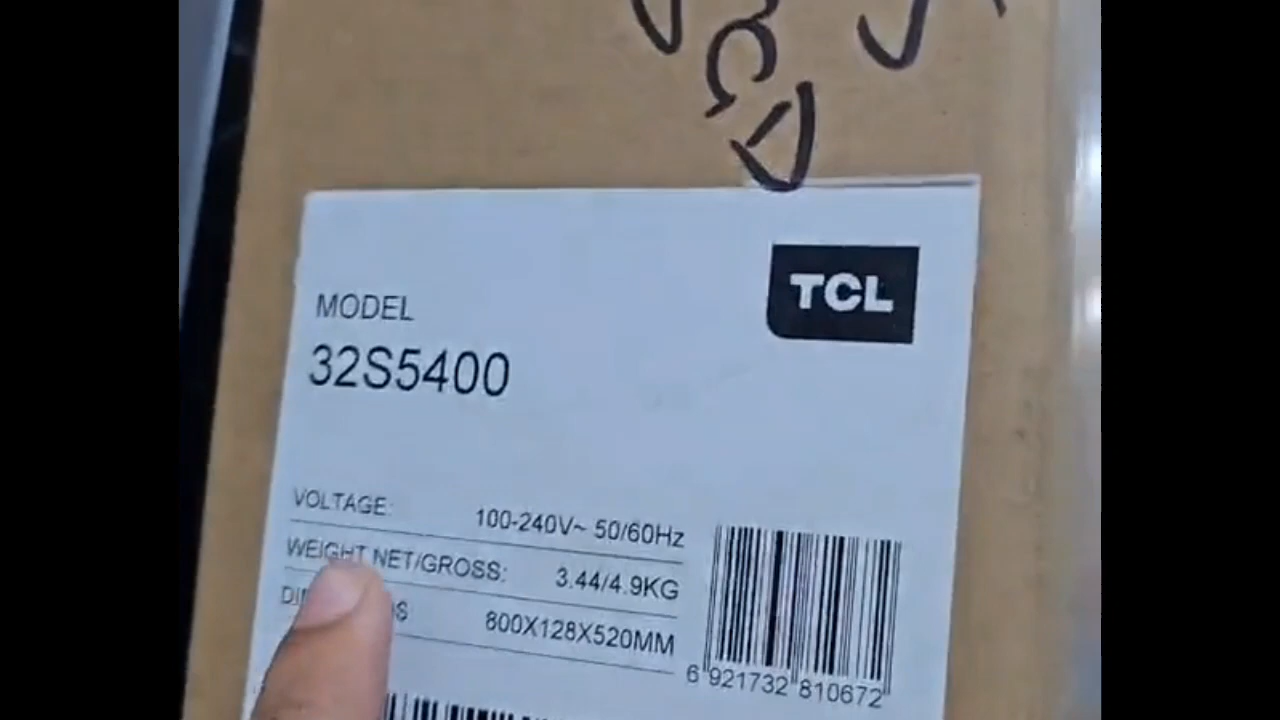 TCL
MODEL
32S5400
VOLTAGE: 100-240V~ 50/60Hz
WEIGHT NET/GROSS: 3.44/4.9KG
800X128X520MM
6 921732 810672